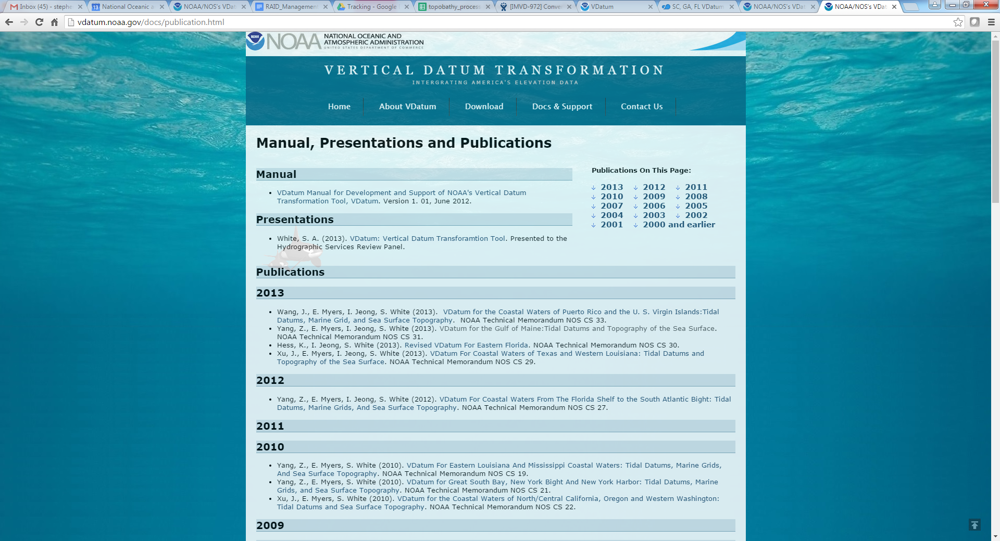 Inbox (45) - stephe
National Oceanic a
NOAA/NOS's VDat
RAID_Management
Tracking - Google
topobathy_process
[IMVD-972] Conver
VDatum
SC, GA, FL VDatum
NOAA/NOS's VDat
NOAA/NOS's VDat
vdatum.noaa.gov/docs/publication.html
NOAA NATIONAL OCEANIC AND
ATMOSPHERIC ADMINISTRATION
UNITED STATES DEPARTMENT OF COMMERCE
VERTICAL DATUM TRANSFORMATION
INTERGRATING AMERICA'S ELEVATION DATA
Home About VDatum Download Docs & Support Contact Us
Manual, Presentations and Publications
Manual
• VDatum Manual for Development and Support of NOAA's Vertical Datum
Transformation Tool, VDatum. Version 1. 01, June 2012.
Presentations
• White, S. A. (2013). VDatum: Vertical Datum Transforamtion Tool. Presented to the
Hydrographic Services Review Panel.
Publications On This Page:
2013 2012 2011
2010 2009 2008
2007 2006 2005
2004 2003 2002
2001 2000 and earlier
Publications
2013
• Wang, J., E. Myers, I. Jeong, S. White (2013). VDatum for the Coastal Waters of Puerto Rico and the U. S. Virgin Islands:Tidal
Datums, Marine Grid, and Sea Surface Topography. NOAA Technical Memorandum NOS CS 33.
• Yang, Z., E. Myers, I. Jeong, S. White (2013). VDatum for the Gulf of Maine:Tidal Datums and Topography of the Sea Surface.
NOAA Technical Memorandum NOS CS 31.
• Hess, K., I. Jeong, S. White (2013). Revised VDatum For Eastern Florida. NOAA Technical Memorandum NOS CS 30.
• Xu, J., E. Myers, I. Jeong, S. White (2013). VDatum For Coastal Waters of Texas and Western Louisiana: Tidal Datums and
Topography of the Sea Surface. NOAA Technical Memorandum NOS CS 29.
2012
• Yang, Z., E. Myers, I. Jeong, S. White (2012). VDatum For Coastal Waters From The Florida Shelf to the South Atlantic Bight: Tidal
Datums, Marine Grids, And Sea Surface Topography. NOAA Technical Memorandum NOS CS 27.
2011
2010
• Yang, Z., E. Myers, S. White (2010). VDatum For Eastern Louisiana And Mississippi Coastal Waters: Tidal Datums, Marine Grids,
And Sea Surface Topography. NOAA Technical Memorandum NOS CS 19.
• Yang, Z., E. Myers, S. White (2010). VDatum for Great South Bay, New York Bight And New York Harbor: Tidal Datums, Marine
Grids, and Sea Surface Topography. NOAA Technical Memorandum NOS CS 21.
• Xu, J., E. Myers, S. White (2010). VDatum for the Coastal Waters of North/Central California, Oregon and Western Washington:
Tidal Datums and Sea Surface Topography. NOAA Technical Memorandum NOS CS 22.
2009